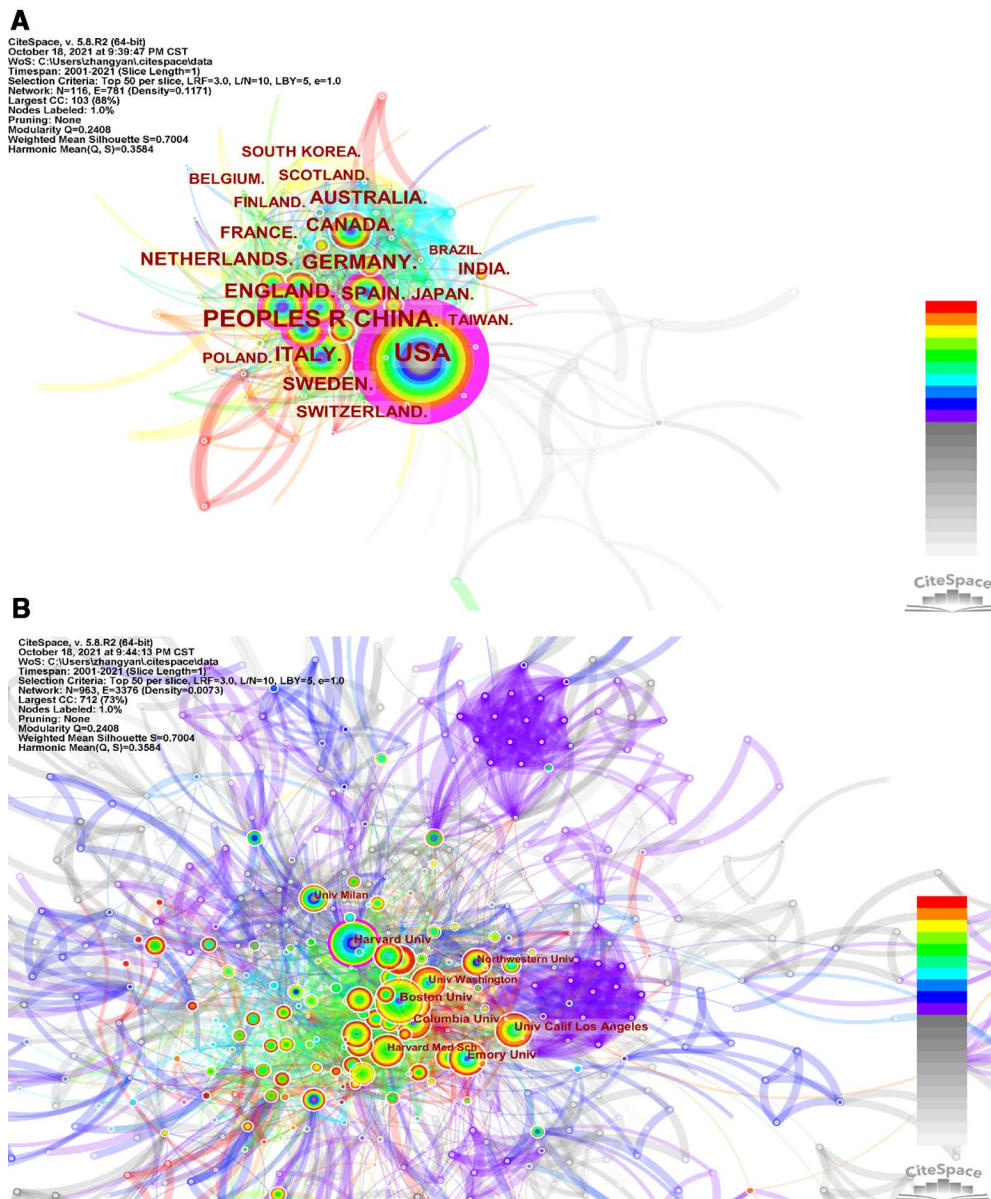 A
CiteSpace, v. 5.8.R2 (64-bit)
October 18, 2021 at 9:39:47 PM CST
WoS: C:\Users\zhangyan\.citespace\data
Timespan: 2001-2021 (Slice Length=1)
Selection Criteria: Top 50 per slice, LRF=3.0, L/N=10, LBY=5, e=1.0
Network: N=116, E=781 (Density=0.1171)
Largest CC: 103 (88%)
Nodes Labeled: 1.0%
Pruning: None
Modularity Q=0.2408
Weighted Mean Silhouette S=0.7004
Harmonic Mean(Q, S)=0.3584
SOUTH KOREA.
BELGIUM. SCOTLAND.
FINLAND. AUSTRALIA.
FRANCE. CANADA.
BRAZIL.
NETHERLANDS. GERMANY. INDIA.
ENGLAND. SPAIN. JAPAN.
PEOPLES R CHINA. TAIWAN.
POLAND. ITALY. USA
SWEDEN.
SWITZERLAND.
CiteSpace
B
CiteSpace, v. 5.8.R2 (64-bit)
October 18, 2021 at 9:44:13 PM CST
WoS: C:\Users\zhangyan\.citespace\data
Timespan: 2001-2021 (Slice Length=1)
Selection Criteria: Top 50 per slice, LRF=3.0, L/N=10, LBY=5, e=1.0
Network: N=963, E=3376 (Density=0.0073)
Largest CC: 712 (73%)
Nodes Labeled: 1.0%
Pruning: None
Modularity Q=0.2408
Weighted Mean Silhouette S=0.7004
Harmonic Mean(Q, S)=0.3584
Univ Milan
Harvard Univ
Northwestern Univ
Univ Washington
Boston Univ
Columbia Univ
Univ Calif Los Angeles
Harvard Med Sch
Emory Univ
CiteSpace